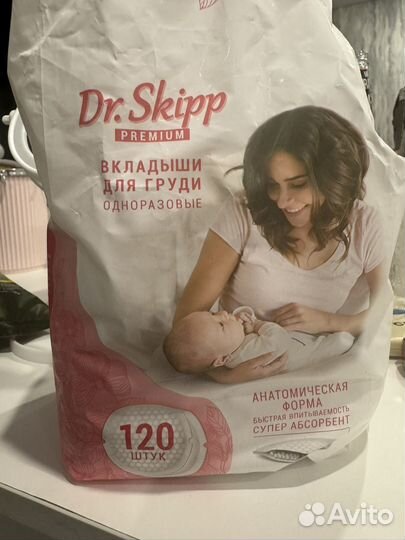 Dr. Skipp
PREMIUM
ВКЛАДЫШИ
ДЛЯ ГРУДИ
ОДНОРАЗОВЫЕ
АНАТОМИЧЕСКАЯ
ФОРМА
БЫСТРАЯ ВПИТЫВАЕМОСТЬ
СУПЕР АБСОРБЕНТ
120
ШТУК
Avito